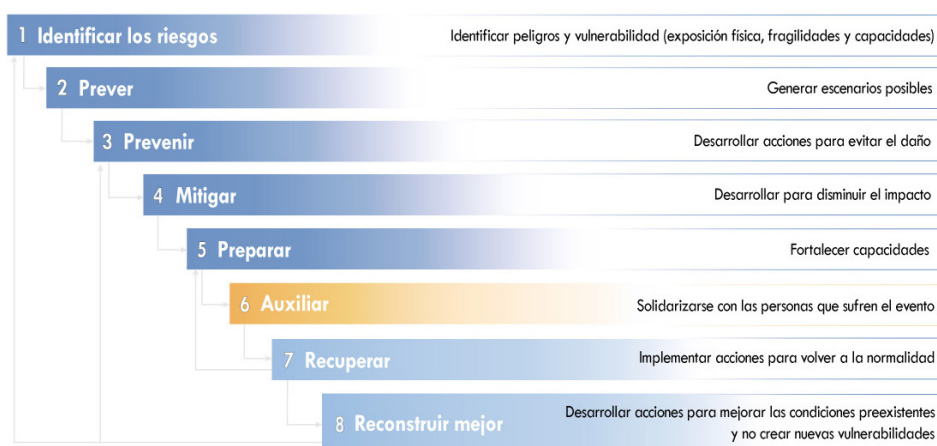 1 Identificar los riesgos Identificar peligros y vulnerabilidad (exposición física, fragilidades y capacidades)
2 Prever Generar escenarios posibles
3 Prevenir Desarrollar acciones para evitar el daño
4 Mitigar Desarrollar para disminuir el impacto
5 Preparar Fortalecer capacidades
6 Auxiliar Solidarizarse con las personas que sufren el evento
7 Recuperar Implementar acciones para volver a la normalidad
8 Reconstruir mejor Desarrollar acciones para mejorar las condiciones preexistentes
y no crear nuevas vulnerabilidades